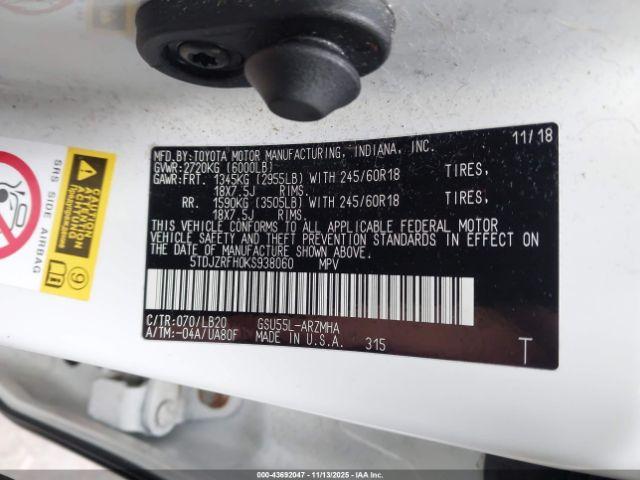 MFD.BY:TOYOTA MOTOR MANUFACTURING, INDIANA, INC. 11/18
GVWR:2720KG (6000LB)
GAWR:FRT. 1345KG (2955LB) WITH 245/60R18 TIRES,
18X7.5J RIMS.
RR. 1590KG (3505LB) WITH 245/60R18 TIRES,
18X7.5J RIMS.
THIS VEHICLE CONFORMS TO ALL APPLICABLE FEDERAL MOTOR
VEHICLE SAFETY AND THEFT PREVENTION STANDARDS IN EFFECT ON
THE DATE OF MANUFACTURE SHOWN ABOVE.
5TDJZRFH0KS938060 MPV
C/TR:070/LB20 GSU55L-ARZMHA
A/TM:-04A/UA80F MADE IN U.S.A. 315 T
SRS SIDE AIRBAG
9
000-43692047 - 11/13/2025 - IAAI.COM